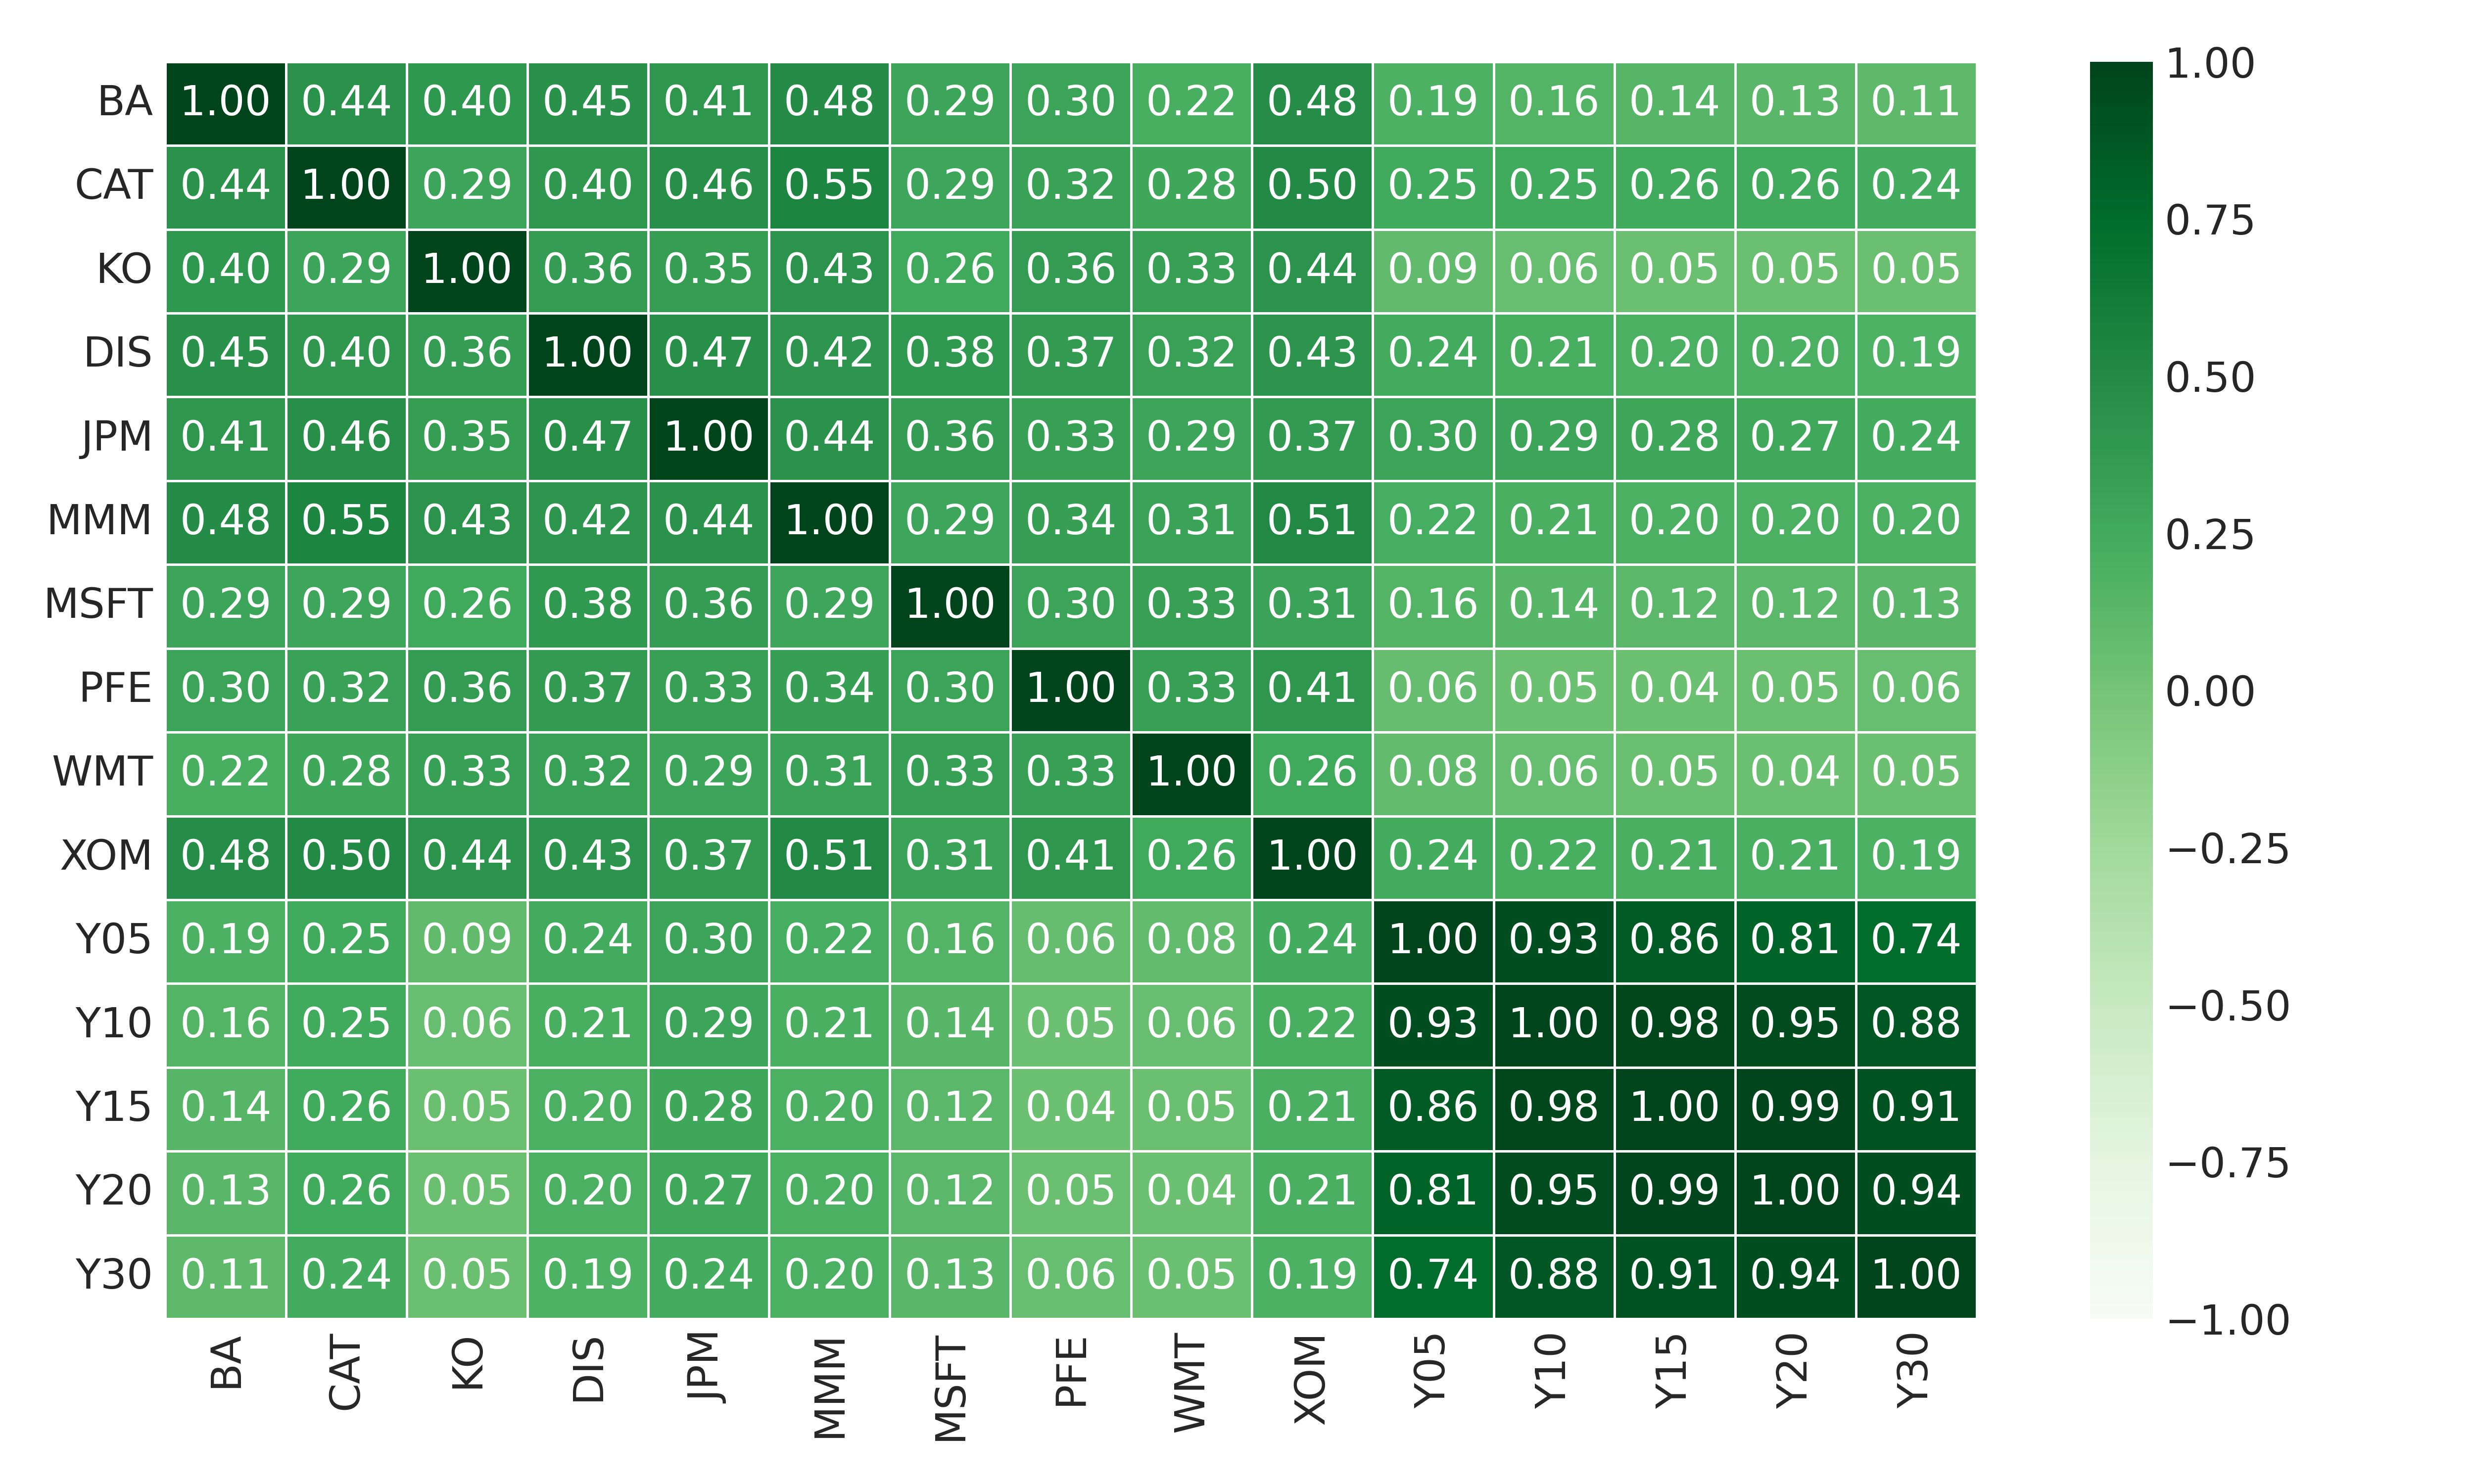 BA 1.00 0.44 0.40 0.45 0.41 0.48 0.29 0.30 0.22 0.48 0.19 0.16 0.14 0.13 0.11
CAT 0.44 1.00 0.29 0.40 0.46 0.55 0.29 0.32 0.28 0.50 0.25 0.25 0.26 0.26 0.24
KO 0.40 0.29 1.00 0.36 0.35 0.43 0.26 0.36 0.33 0.44 0.09 0.06 0.05 0.05 0.05
DIS 0.45 0.40 0.36 1.00 0.47 0.42 0.38 0.37 0.32 0.43 0.24 0.21 0.20 0.20 0.19
JPM 0.41 0.46 0.35 0.47 1.00 0.44 0.36 0.33 0.29 0.37 0.30 0.29 0.28 0.27 0.24
MMM 0.48 0.55 0.43 0.42 0.44 1.00 0.29 0.34 0.31 0.51 0.22 0.21 0.20 0.20 0.20
MSFT 0.29 0.29 0.26 0.38 0.36 0.29 1.00 0.30 0.33 0.31 0.16 0.14 0.12 0.12 0.13
PFE 0.30 0.32 0.36 0.37 0.33 0.34 0.30 1.00 0.33 0.41 0.06 0.05 0.04 0.05 0.06
WMT 0.22 0.28 0.33 0.32 0.29 0.31 0.33 0.33 1.00 0.26 0.08 0.06 0.05 0.04 0.05
XOM 0.48 0.50 0.44 0.43 0.37 0.51 0.31 0.41 0.26 1.00 0.24 0.22 0.21 0.21 0.19
Y05 0.19 0.25 0.09 0.24 0.30 0.22 0.16 0.06 0.08 0.24 1.00 0.93 0.86 0.81 0.74
Y10 0.16 0.25 0.06 0.21 0.29 0.21 0.14 0.05 0.06 0.22 0.93 1.00 0.98 0.95 0.88
Y15 0.14 0.26 0.05 0.20 0.28 0.20 0.12 0.04 0.05 0.21 0.86 0.98 1.00 0.99 0.91
Y20 0.13 0.26 0.05 0.20 0.27 0.20 0.12 0.05 0.04 0.21 0.81 0.95 0.99 1.00 0.94
Y30 0.11 0.24 0.05 0.19 0.24 0.20 0.13 0.06 0.05 0.19 0.74 0.88 0.91 0.94 1.00
BA CAT KO DIS JPM MMM MSFT PFE WMT XOM Y05 Y10 Y15 Y20 Y30
1.00
0.75
0.50
0.25
0.00
−0.25
−0.50
−0.75
−1.00